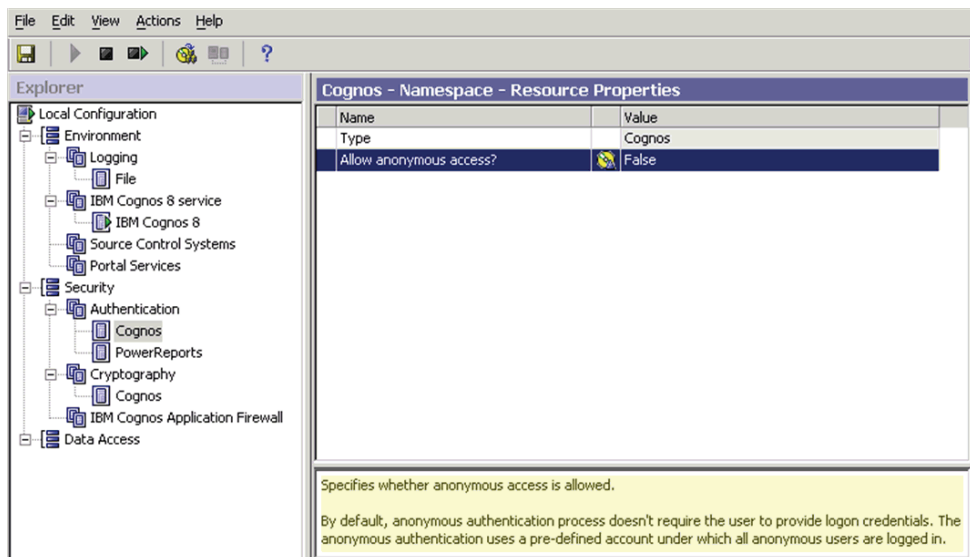 File Edit View Actions Help
?
Explorer
Local Configuration
Environment
Logging
File
IBM Cognos 8 service
IBM Cognos 8
Source Control Systems
Portal Services
Security
Authentication
Cognos
PowerReports
Cryptography
Cognos
IBM Cognos Application Firewall
Data Access
Cognos - Namespace - Resource Properties
Name Value
Type Cognos
Allow anonymous access? False
Specifies whether anonymous access is allowed.
By default, anonymous authentication process doesn't require the user to provide logon credentials. The
anonymous authentication uses a pre-defined account under which all anonymous users are logged in.